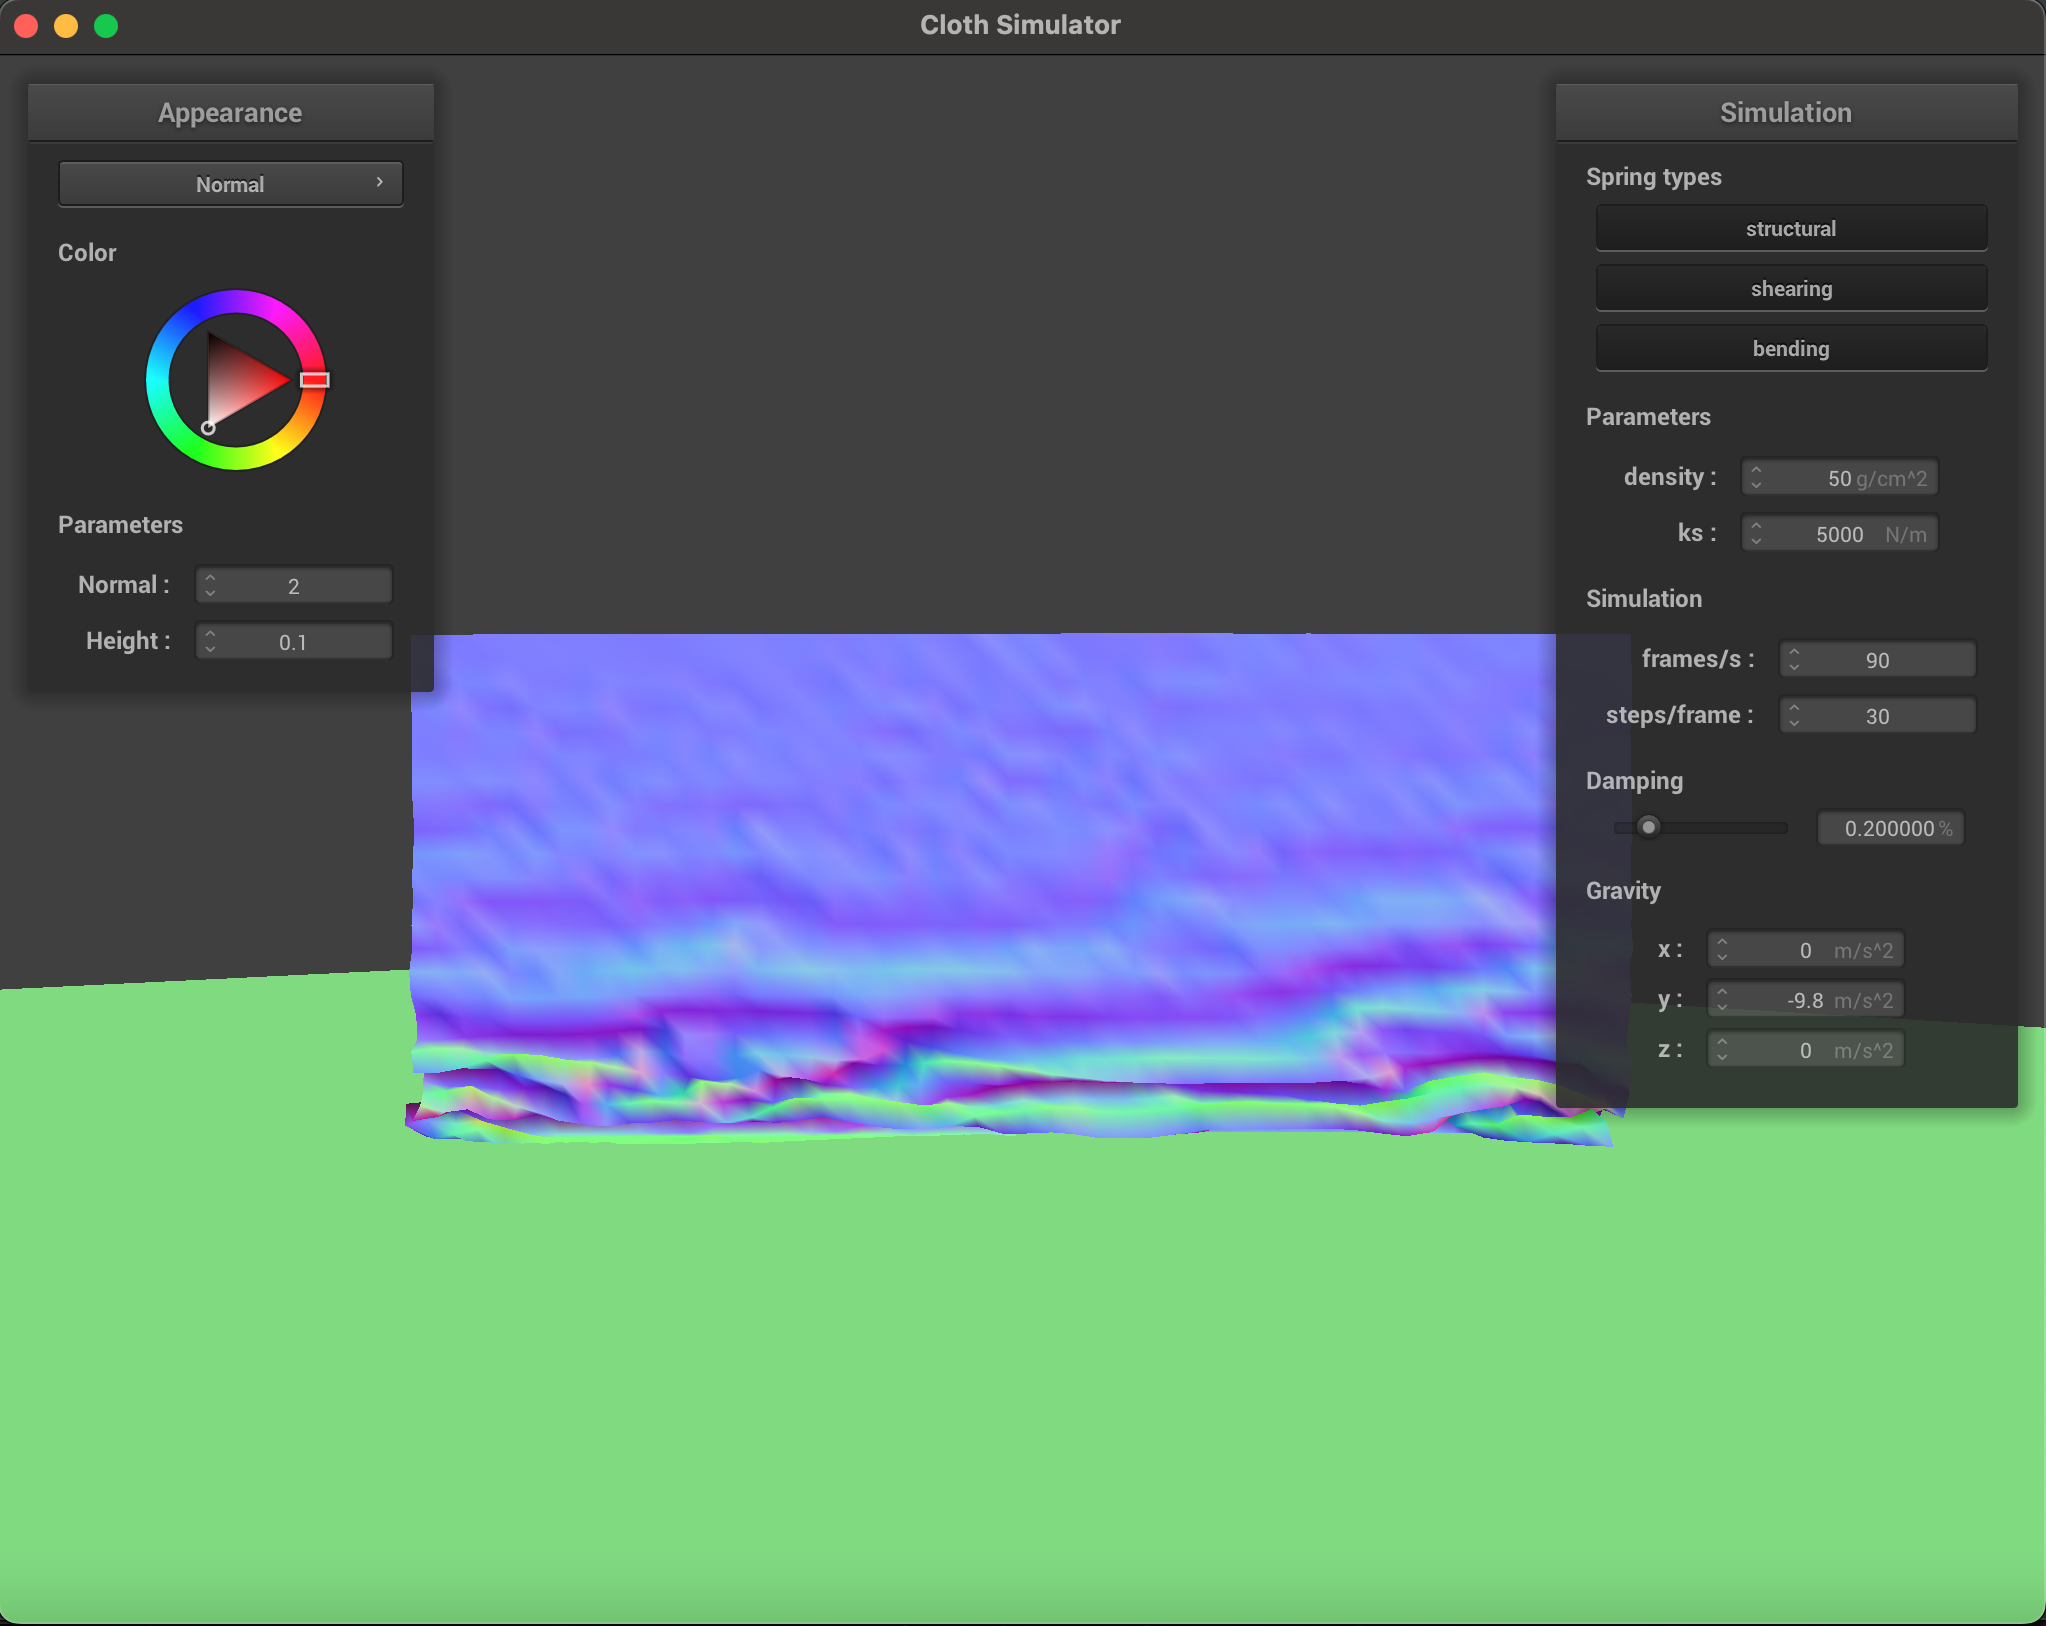 Cloth Simulator
Appearance
Normal
Color
Parameters
Normal : 2
Height : 0.1
Simulation
Spring types
structural
shearing
bending
Parameters
density : 50 g/cm^2
ks : 5000 N/m
Simulation
frames/s : 90
steps/frame : 30
Damping
0.200000 %
Gravity
x : 0 m/s^2
y : -9.8 m/s^2
z : 0 m/s^2